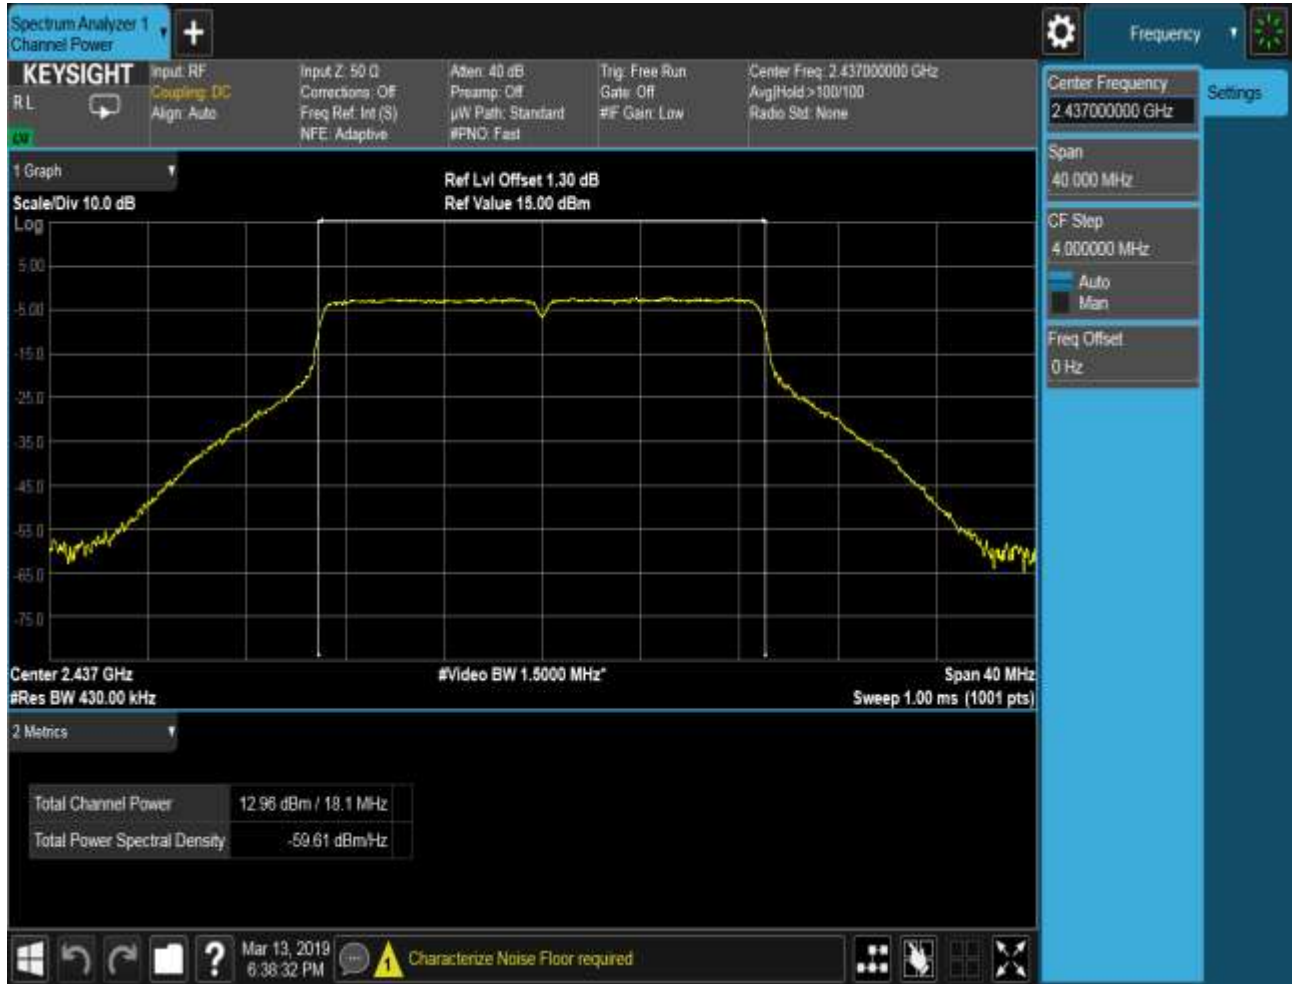 Spectrum Analyzer 1
Channel Power
Frequency
KEYSIGHT
RL
Input: RF
Coupling: DC
Align: Auto
Input Z: 50 Ω
Corrections: Off
Freq Ref: Int (S)
NFE: Adaptive
Atten: 40 dB
Preamp: Off
µW Path: Standard
#PNO: Fast
Trig: Free Run
Gate: Off
#IF Gain: Low
Center Freq: 2.437000000 GHz
Avg|Hold:>100/100
Radio Std: None
Center Frequency
2.437000000 GHz
Settings
Span
40.000 MHz
CF Step
4.000000 MHz
Auto
Man
Freq Offset
0 Hz
1 Graph
Scale/Div 10.0 dB
Ref Lvl Offset 1.30 dB
Ref Value 15.00 dBm
Log
5.00
-5.00
-15.0
-25.0
-35.0
-45.0
-55.0
-65.0
-75.0
Center 2.437 GHz
#Video BW 1.5000 MHz*
Span 40 MHz
#Res BW 430.00 kHz
Sweep 1.00 ms (1001 pts)
2 Metrics
Total Channel Power 12.96 dBm / 18.1 MHz
Total Power Spectral Density -59.61 dBm/Hz
?
Mar 13, 2019
6:38:32 PM
1
Characterize Noise Floor required